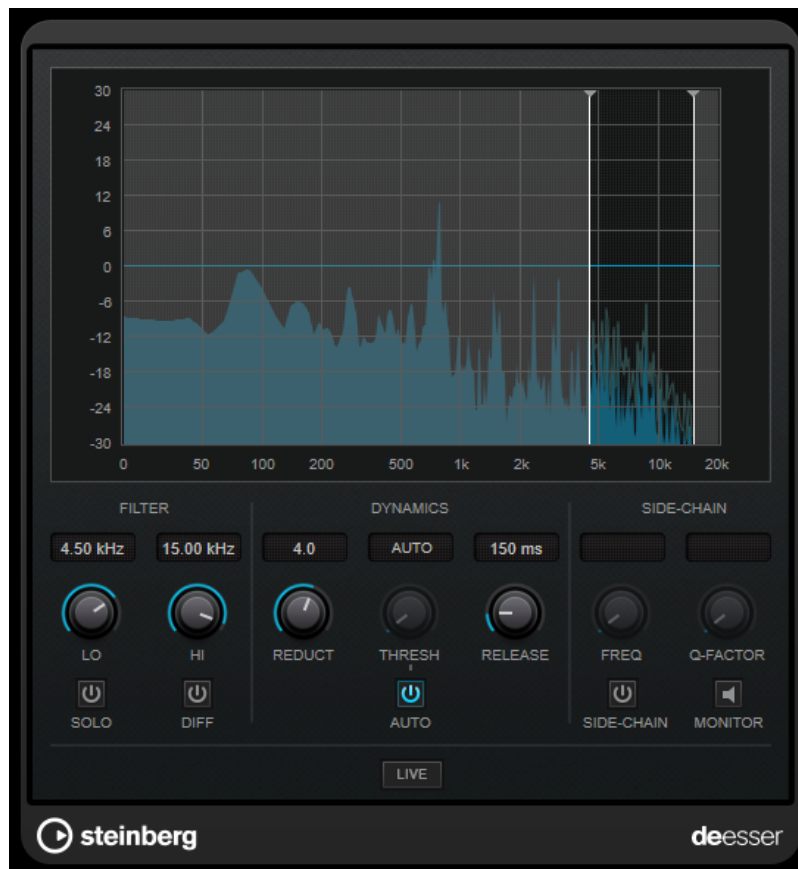 30
24
18
12
6
0
-6
-12
-18
-24
-30
0 50 100 200 500 1k 2k 5k 10k 20k
FILTER DYNAMICS SIDE-CHAIN
4.50 kHz 15.00 kHz 4.0 AUTO 150 ms
LO HI REDUCT THRESH RELEASE FREQ Q-FACTOR
SOLO DIFF AUTO SIDE-CHAIN MONITOR
LIVE
steinberg deesser